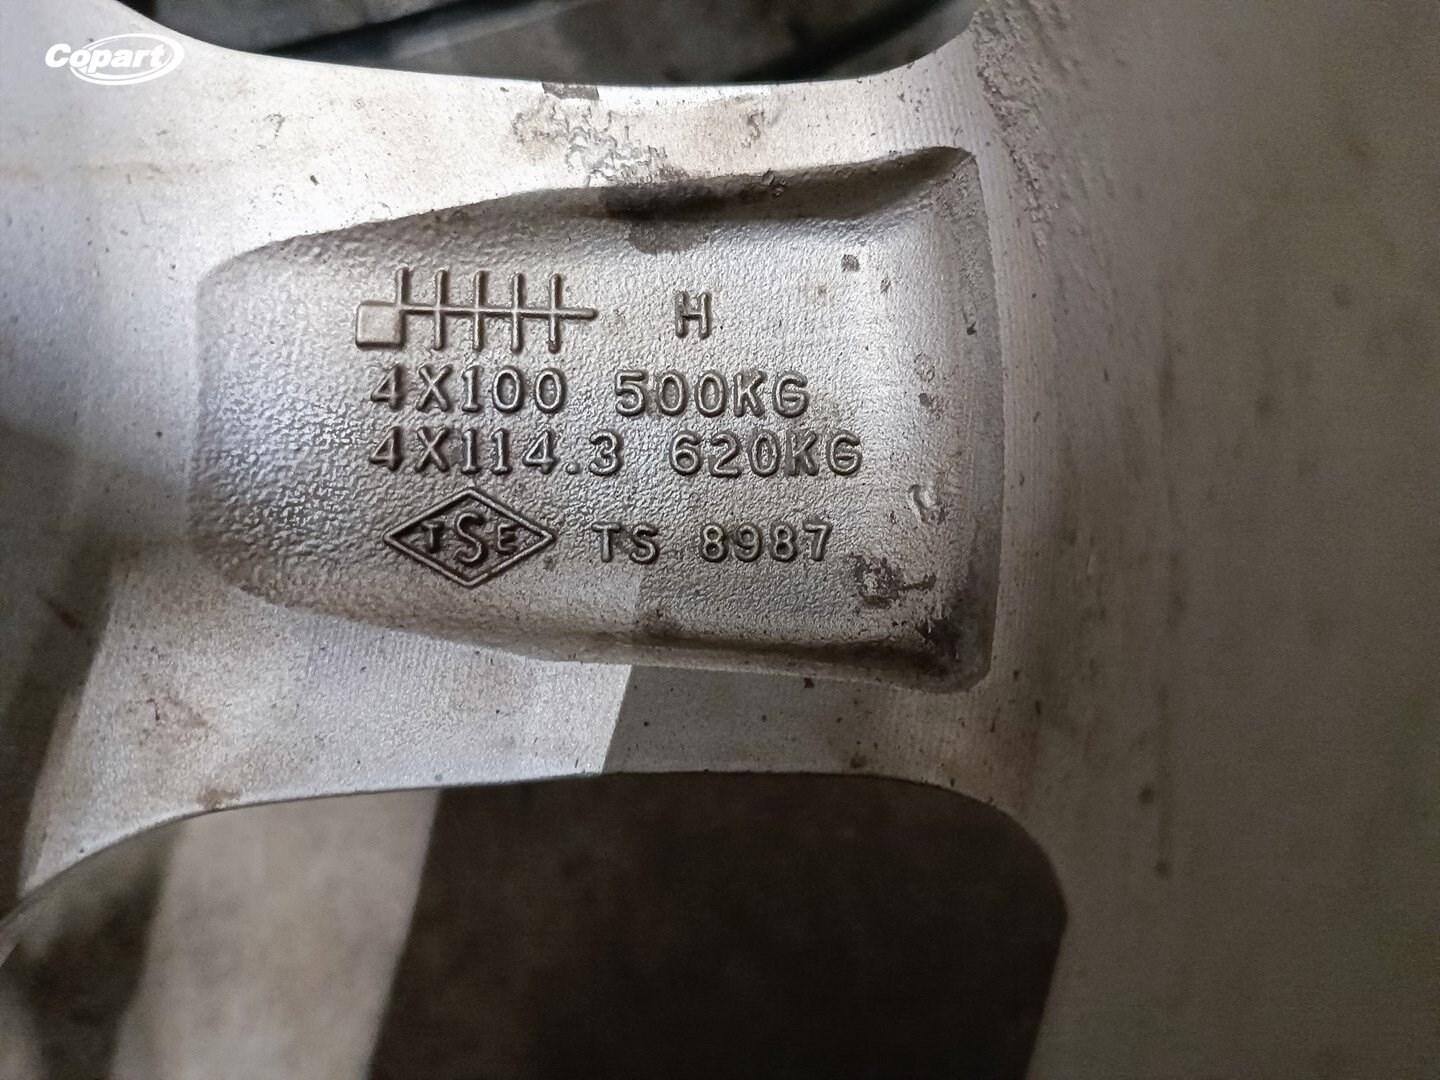 Copart
H
4X100 500KG
4X114.3 620KG
TSE TS 8987